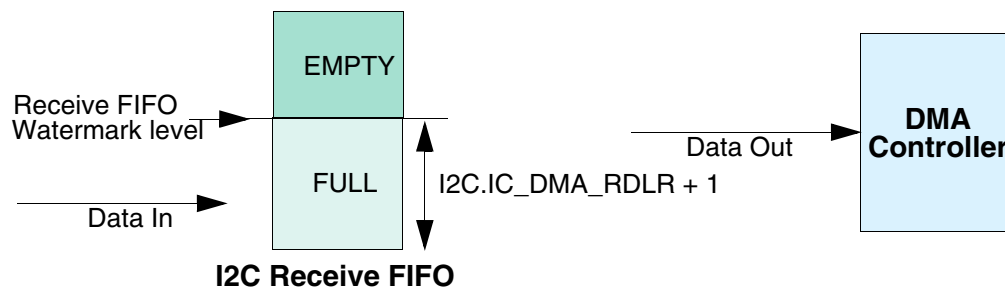 EMPTY
Receive FIFO
Watermark level
DMA
Controller
Data Out
FULL
I2C.IC_DMA_RDLR + 1
Data In
I2C Receive FIFO